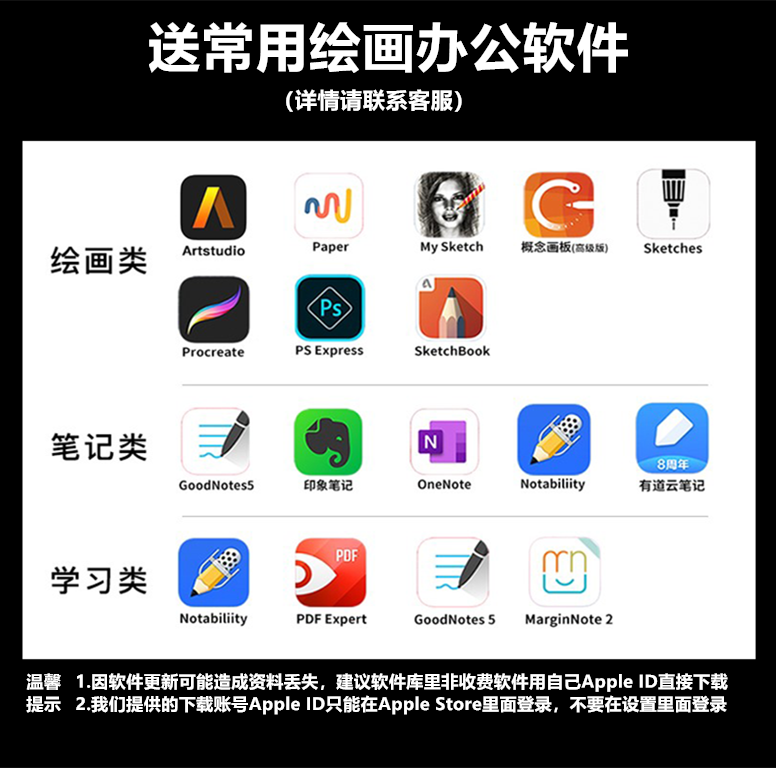 送常用绘画办公软件
（详情请联系客服）
绘画类
Artstudio
Paper
My Sketch
概念画板(高级版)
Sketches
Procreate
Ps
PS Express
A
SketchBook
笔记类
GoodNotes5
印象笔记
N
OneNote
Notabiliity
8周年
有道云笔记
学习类
Notabiliity
PDF
PDF Expert
GoodNotes 5
mn
MarginNote 2
温馨 1.因软件更新可能造成资料丢失，建议软件库里非收费软件用自己Apple ID直接下载
提示 2.我们提供的下载账号Apple ID只能在Apple Store里面登录，不要在设置里面登录